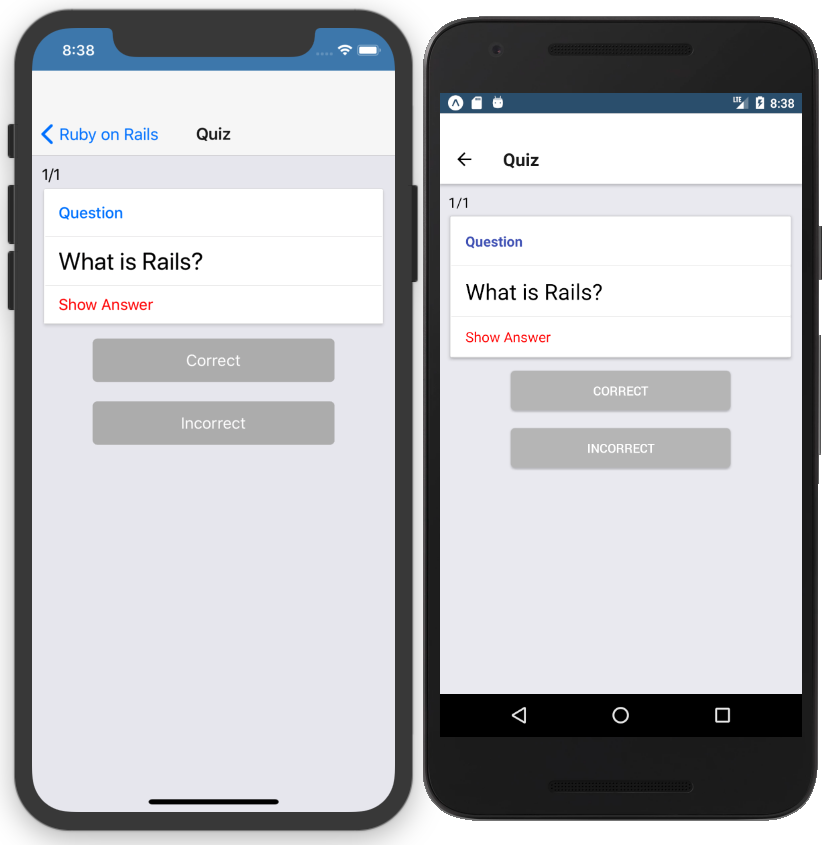 8:38
Ruby on Rails Quiz
1/1
Question
What is Rails?
Show Answer
Correct
Incorrect
LTE 8:38
Quiz
1/1
Question
What is Rails?
Show Answer
CORRECT
INCORRECT